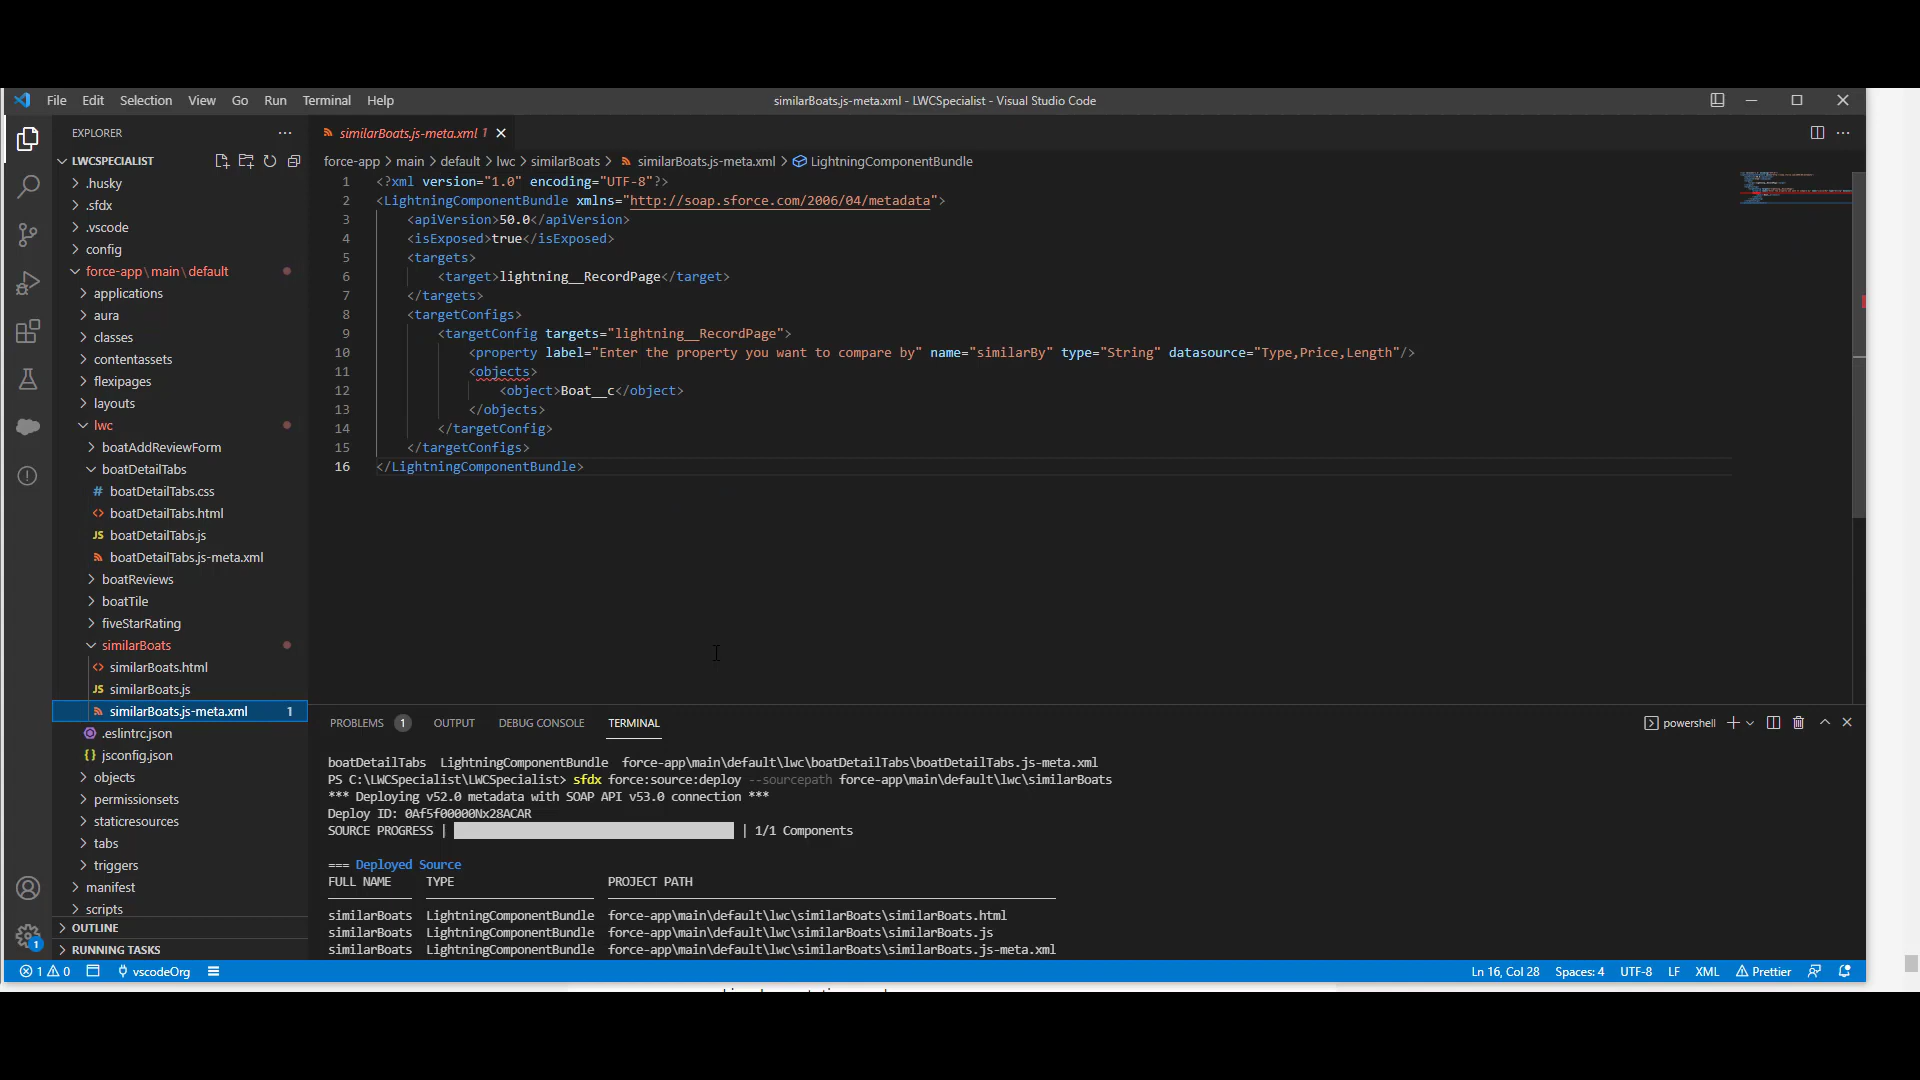 File Edit Selection View Go Run Terminal Help
similarBoats.js-meta.xml - LWCSpecialist - Visual Studio Code
EXPLORER
LWCSPECIALIST
.husky
.sfdx
.vscode
config
force-app\main\default
applications
aura
classes
contentassets
flexipages
layouts
lwc
boatAddReviewForm
boatDetailTabs
# boatDetailTabs.css
<> boatDetailTabs.html
JS boatDetailTabs.js
boatDetailTabs.js-meta.xml
boatReviews
boatTile
fiveStarRating
similarBoats
<> similarBoats.html
JS similarBoats.js
similarBoats.js-meta.xml 1
.eslintrc.json
{} jsconfig.json
objects
permissionsets
staticresources
tabs
triggers
manifest
scripts
OUTLINE
RUNNING TASKS
1
similarBoats.js-meta.xml 1
force-app > main > default > lwc > similarBoats > similarBoats.js-meta.xml > LightningComponentBundle
1 <?xml version="1.0" encoding="UTF-8"?>
2 <LightningComponentBundle xmlns="http://soap.sforce.com/2006/04/metadata">
3 <apiVersion>50.0</apiVersion>
4 <isExposed>true</isExposed>
5 <targets>
6 <target>lightning__RecordPage</target>
7 </targets>
8 <targetConfigs>
9 <targetConfig targets="lightning__RecordPage">
10 <property label="Enter the property you want to compare by" name="similarBy" type="String" datasource="Type,Price,Length"/>
11 <objects>
12 <object>Boat__c</object>
13 </objects>
14 </targetConfig>
15 </targetConfigs>
16 </LightningComponentBundle>
PROBLEMS 1 OUTPUT DEBUG CONSOLE TERMINAL
powershell
boatDetailTabs LightningComponentBundle force-app\main\default\lwc\boatDetailTabs\boatDetailTabs.js-meta.xml
PS C:\LWCSpecialist\LWCSpecialist> sfdx force:source:deploy --sourcepath force-app\main\default\lwc\similarBoats
*** Deploying v52.0 metadata with SOAP API v53.0 connection ***
Deploy ID: 0Af5f00000Nx28ACAR
SOURCE PROGRESS | | 1/1 Components
=== Deployed Source
FULL NAME TYPE PROJECT PATH
similarBoats LightningComponentBundle force-app\main\default\lwc\similarBoats\similarBoats.html
similarBoats LightningComponentBundle force-app\main\default\lwc\similarBoats\similarBoats.js
similarBoats LightningComponentBundle force-app\main\default\lwc\similarBoats\similarBoats.js-meta.xml
1 0 vscodeOrg
Ln 16, Col 28 Spaces: 4 UTF-8 LF XML Prettier